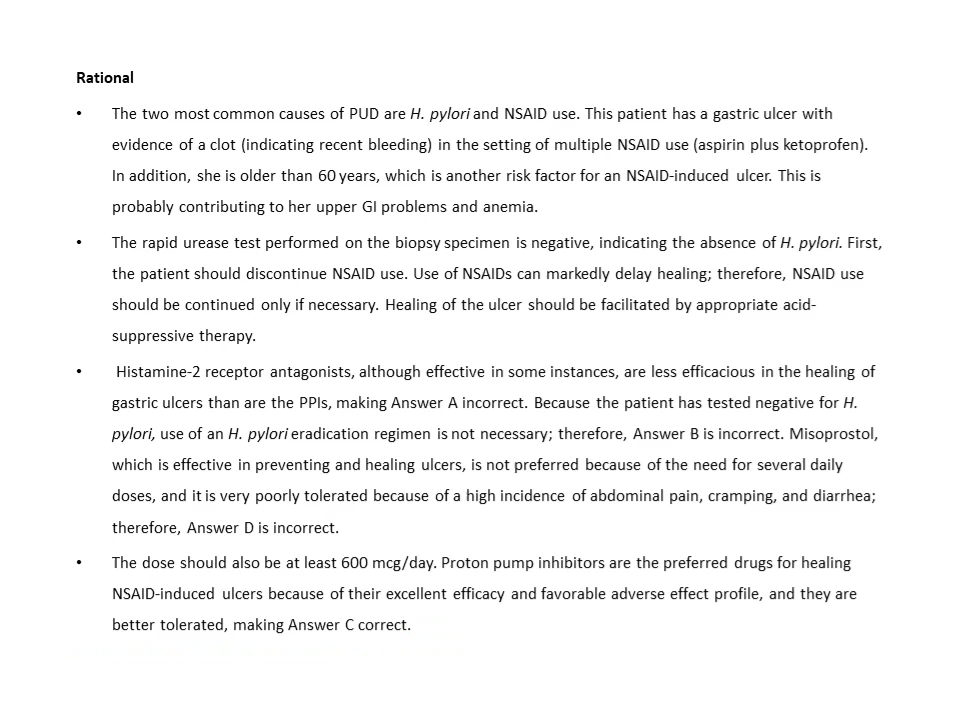 Rational
• The two most common causes of PUD are H. pylori and NSAID use. This patient has a gastric ulcer with
evidence of a clot (indicating recent bleeding) in the setting of multiple NSAID use (aspirin plus ketoprofen).
In addition, she is older than 60 years, which is another risk factor for an NSAID-induced ulcer. This is
probably contributing to her upper GI problems and anemia.
• The rapid urease test performed on the biopsy specimen is negative, indicating the absence of H. pylori. First,
the patient should discontinue NSAID use. Use of NSAIDs can markedly delay healing; therefore, NSAID use
should be continued only if necessary. Healing of the ulcer should be facilitated by appropriate acid-
suppressive therapy.
• Histamine-2 receptor antagonists, although effective in some instances, are less efficacious in the healing of
gastric ulcers than are the PPIs, making Answer A incorrect. Because the patient has tested negative for H.
pylori, use of an H. pylori eradication regimen is not necessary; therefore, Answer B is incorrect. Misoprostol,
which is effective in preventing and healing ulcers, is not preferred because of the need for several daily
doses, and it is very poorly tolerated because of a high incidence of abdominal pain, cramping, and diarrhea;
therefore, Answer D is incorrect.
• The dose should also be at least 600 mcg/day. Proton pump inhibitors are the preferred drugs for healing
NSAID-induced ulcers because of their excellent efficacy and favorable adverse effect profile, and they are
better tolerated, making Answer C correct.